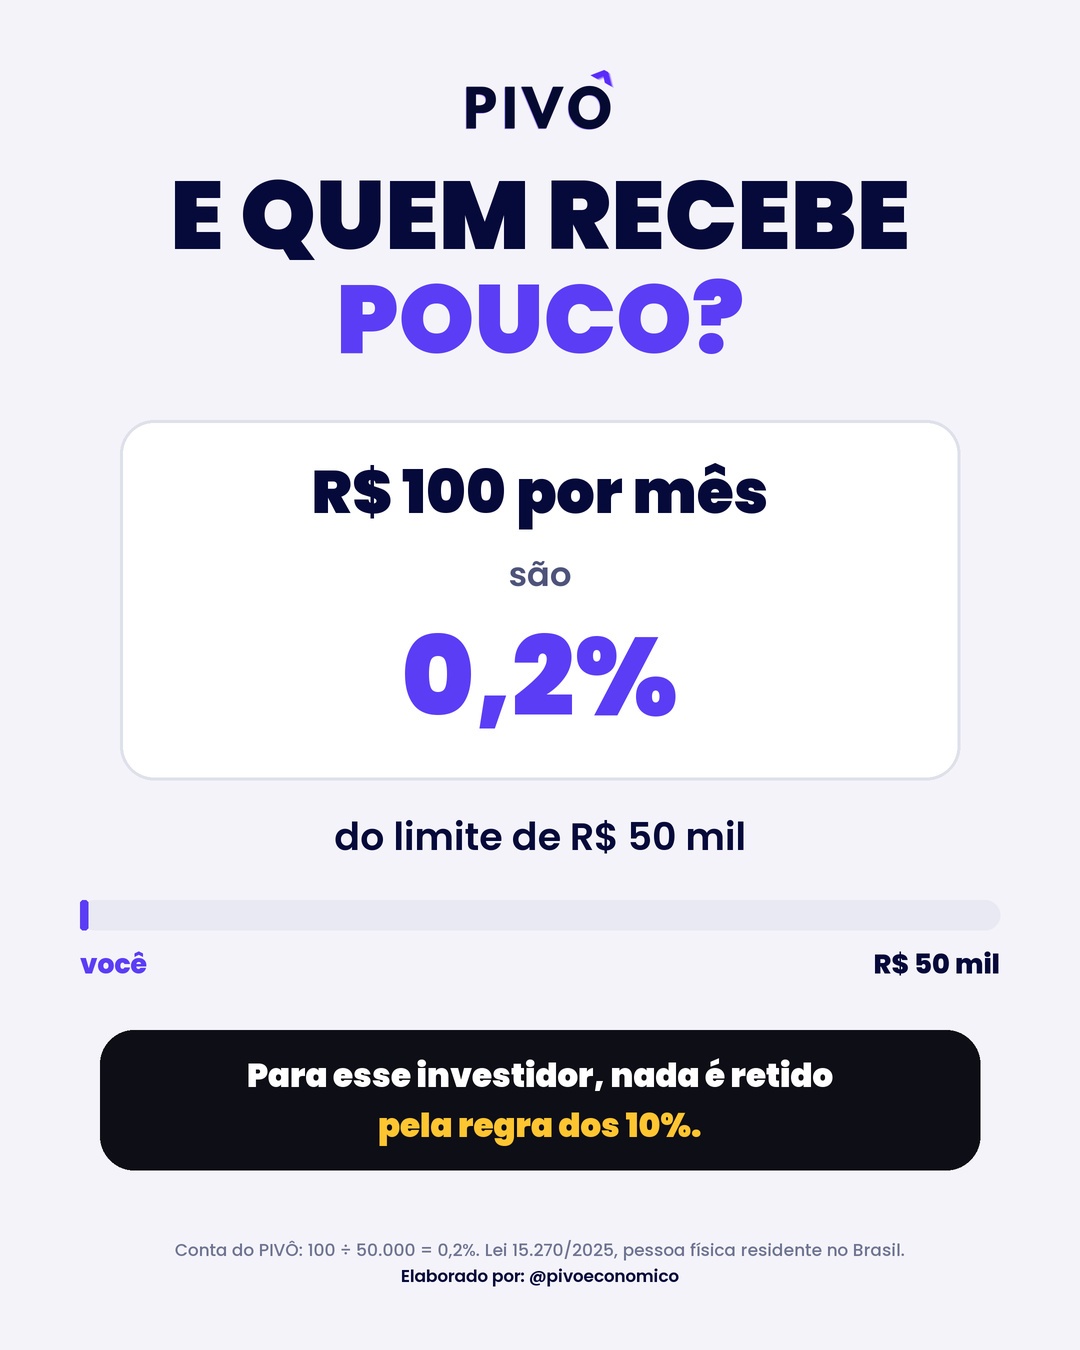 PIVÔ
E QUEM RECEBE
POUCO?
R$ 100 por mês
são
0,2%
do limite de R$ 50 mil
você
R$ 50 mil
Para esse investidor, nada é retido
pela regra dos 10%.
Conta do PIVÔ: 100 ÷ 50.000 = 0,2%. Lei 15.270/2025, pessoa física residente no Brasil.
Elaborado por: @pivoeconomico